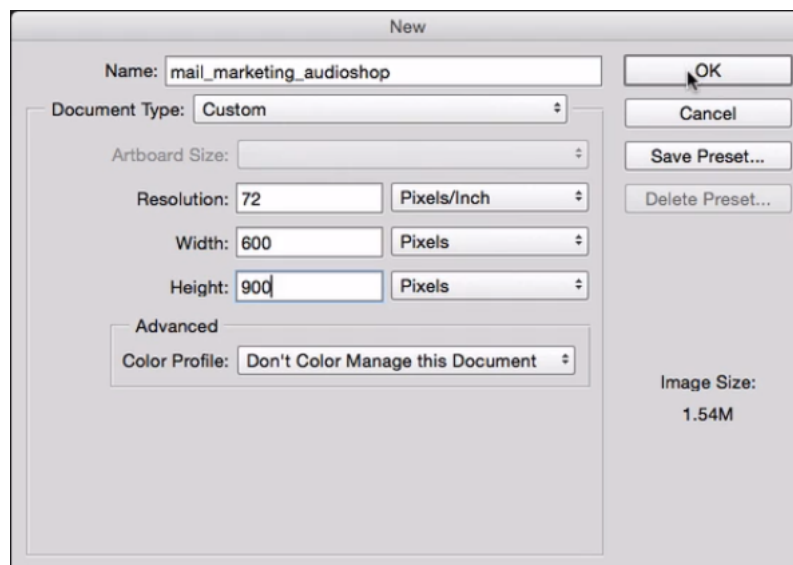 New
Name: mail_marketing_audioshop
OK
Document Type: Custom
Cancel
Artboard Size:
Save Preset...
Resolution: 72 Pixels/Inch
Delete Preset...
Width: 600 Pixels
Height: 900 Pixels
Advanced
Color Profile: Don't Color Manage this Document
Image Size:
1.54M